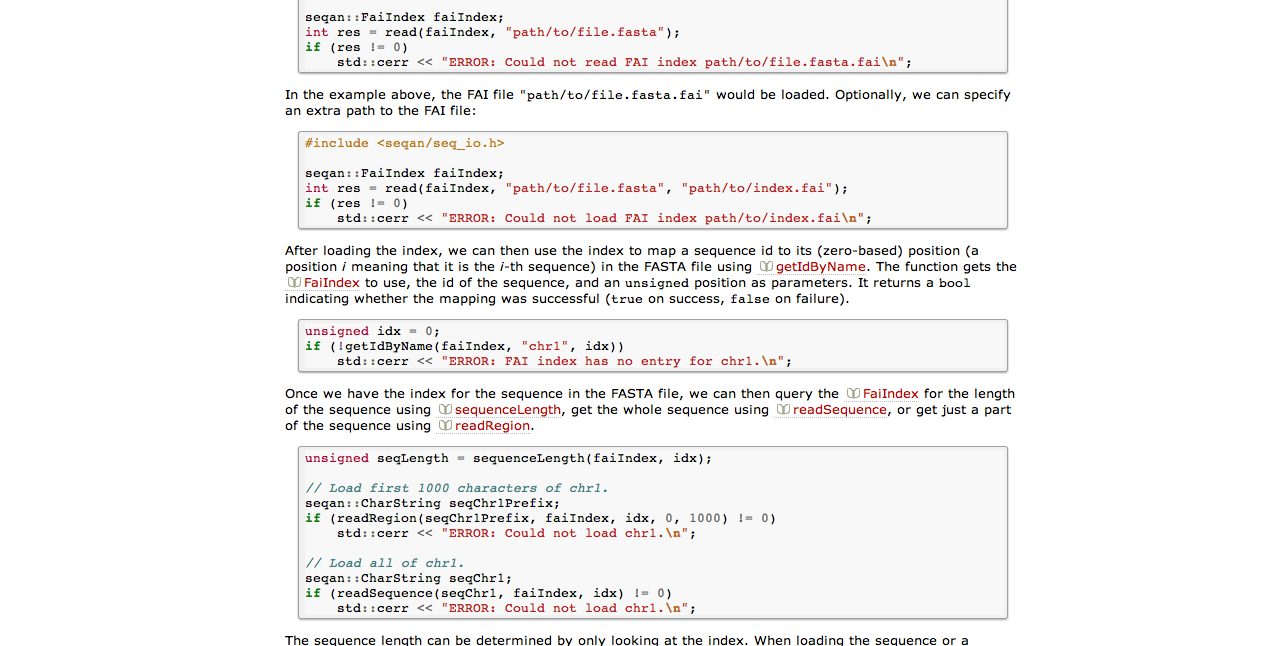 seqan::FaiIndex faiIndex;
int res = read(faiIndex, "path/to/file.fasta");
if (res != 0)
    std::cerr << "ERROR: Could not read FAI index path/to/file.fasta.fai\n";
In the example above, the FAI file "path/to/file.fasta.fai" would be loaded. Optionally, we can specify
an extra path to the FAI file:
#include <seqan/seq_io.h>
seqan::FaiIndex faiIndex;
int res = read(faiIndex, "path/to/file.fasta", "path/to/index.fai");
if (res != 0)
    std::cerr << "ERROR: Could not load FAI index path/to/index.fai\n";
After loading the index, we can then use the index to map a sequence id to its (zero-based) position (a
position i meaning that it is the i-th sequence) in the FASTA file using getIdByName. The function gets the
FaiIndex to use, the id of the sequence, and an unsigned position as parameters. It returns a bool
indicating whether the mapping was successful (true on success, false on failure).
unsigned idx = 0;
if (!getIdByName(faiIndex, "chr1", idx))
    std::cerr << "ERROR: FAI index has no entry for chr1.\n";
Once we have the index for the sequence in the FASTA file, we can then query the FaiIndex for the length
of the sequence using sequenceLength, get the whole sequence using readSequence, or get just a part
of the sequence using readRegion.
unsigned seqLength = sequenceLength(faiIndex, idx);
// Load first 1000 characters of chr1.
seqan::CharString seqChr1Prefix;
if (readRegion(seqChr1Prefix, faiIndex, idx, 0, 1000) != 0)
    std::cerr << "ERROR: Could not load chr1.\n";
// Load all of chr1.
seqan::CharString seqChr1;
if (readSequence(seqChr1, faiIndex, idx) != 0)
    std::cerr << "ERROR: Could not load chr1.\n";
The sequence length can be determined by only looking at the index. When loading the sequence or a